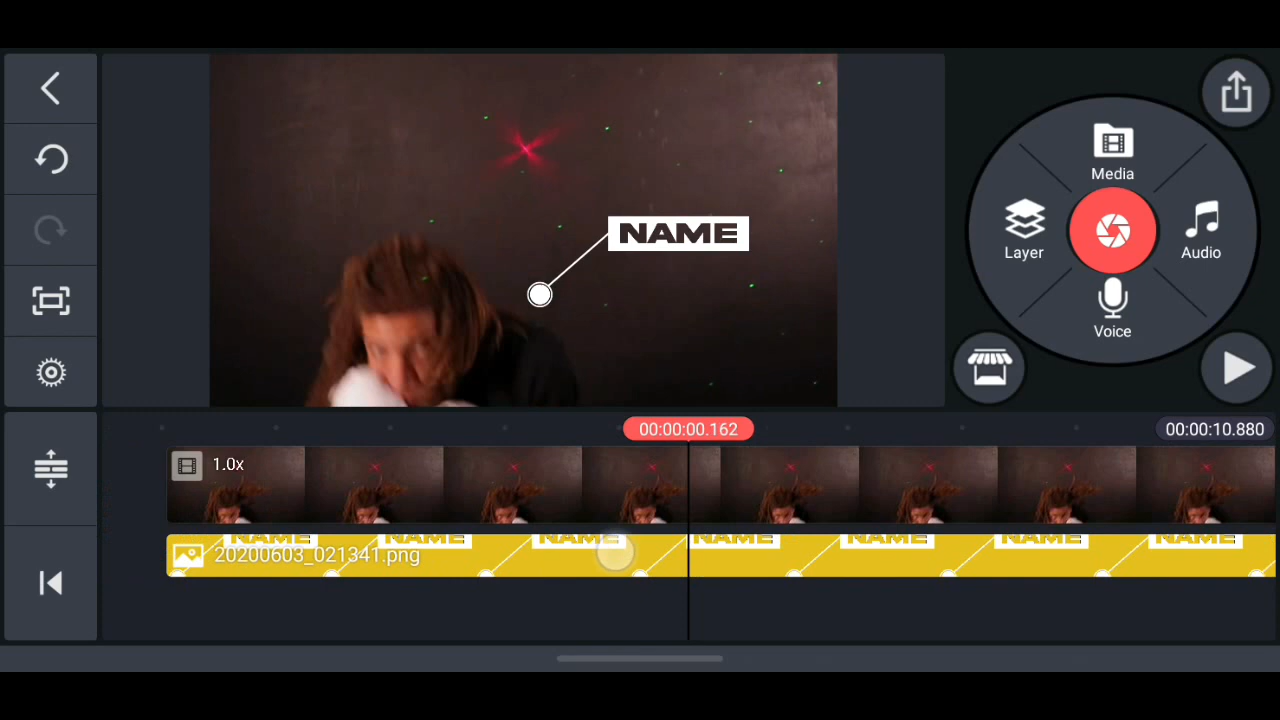 Media
Layer
Audio
Voice
NAME
00:00:00.162
00:00:10.880
1.0x
NAME NAME NAME NAME NAME NAME NAME
20200603_021341.png